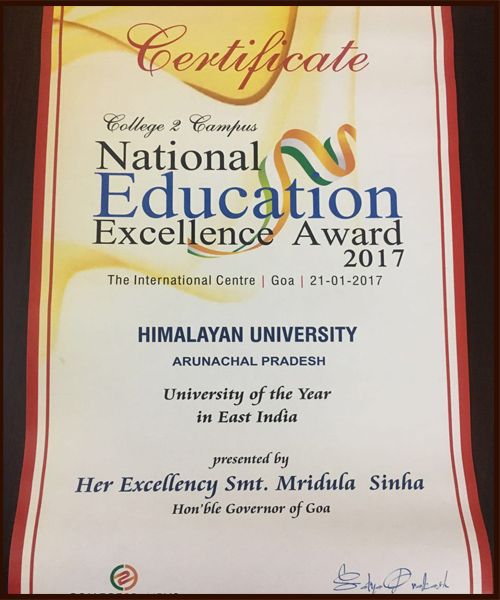 Certificate
College 2 Campus
National
Education
Excellence Award
2017
The International Centre | Goa | 21-01-2017
HIMALAYAN UNIVERSITY
ARUNACHAL PRADESH
University of the Year
in East India
presented by
Her Excellency Smt. Mridula Sinha
Hon'ble Governor of Goa